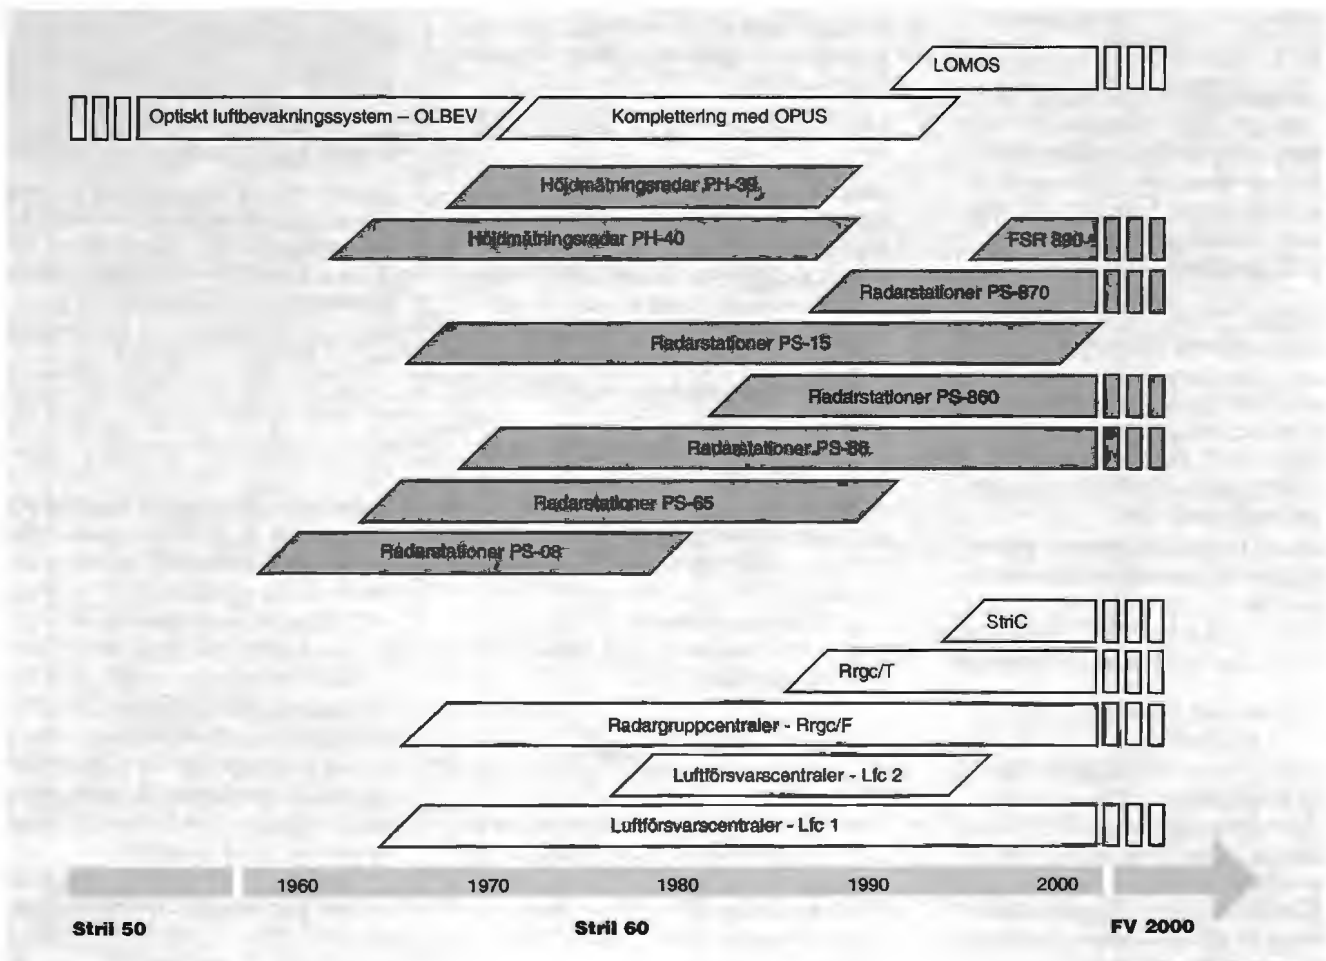 LOMOS
Optiskt luftbevakningssystem – OLBEV
Komplettering med OPUS
Höjdmätningsradar PH-39
Höjdmätningsradar PH-40
FSR 890
Radarstationer PS-870
Radarstationer PS-15
Radarstationer PS-860
Radarstationer PS-66
Radarstationer PS-65
Radarstationer PS-08
StriC
Rrgc/T
Radargruppcentraler - Rrgc/F
Luftförsvarscentraler - Lfc 2
Luftförsvarscentraler - Lfc 1
1960 1970 1980 1990 2000
Stril 50 Stril 60 FV 2000